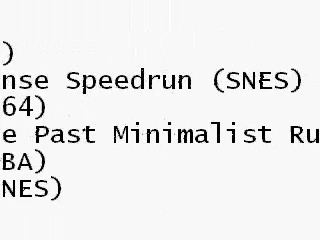 )
nse Speedrun (SNES)
64)
e Past Minimalist Ru
BA)
NES)